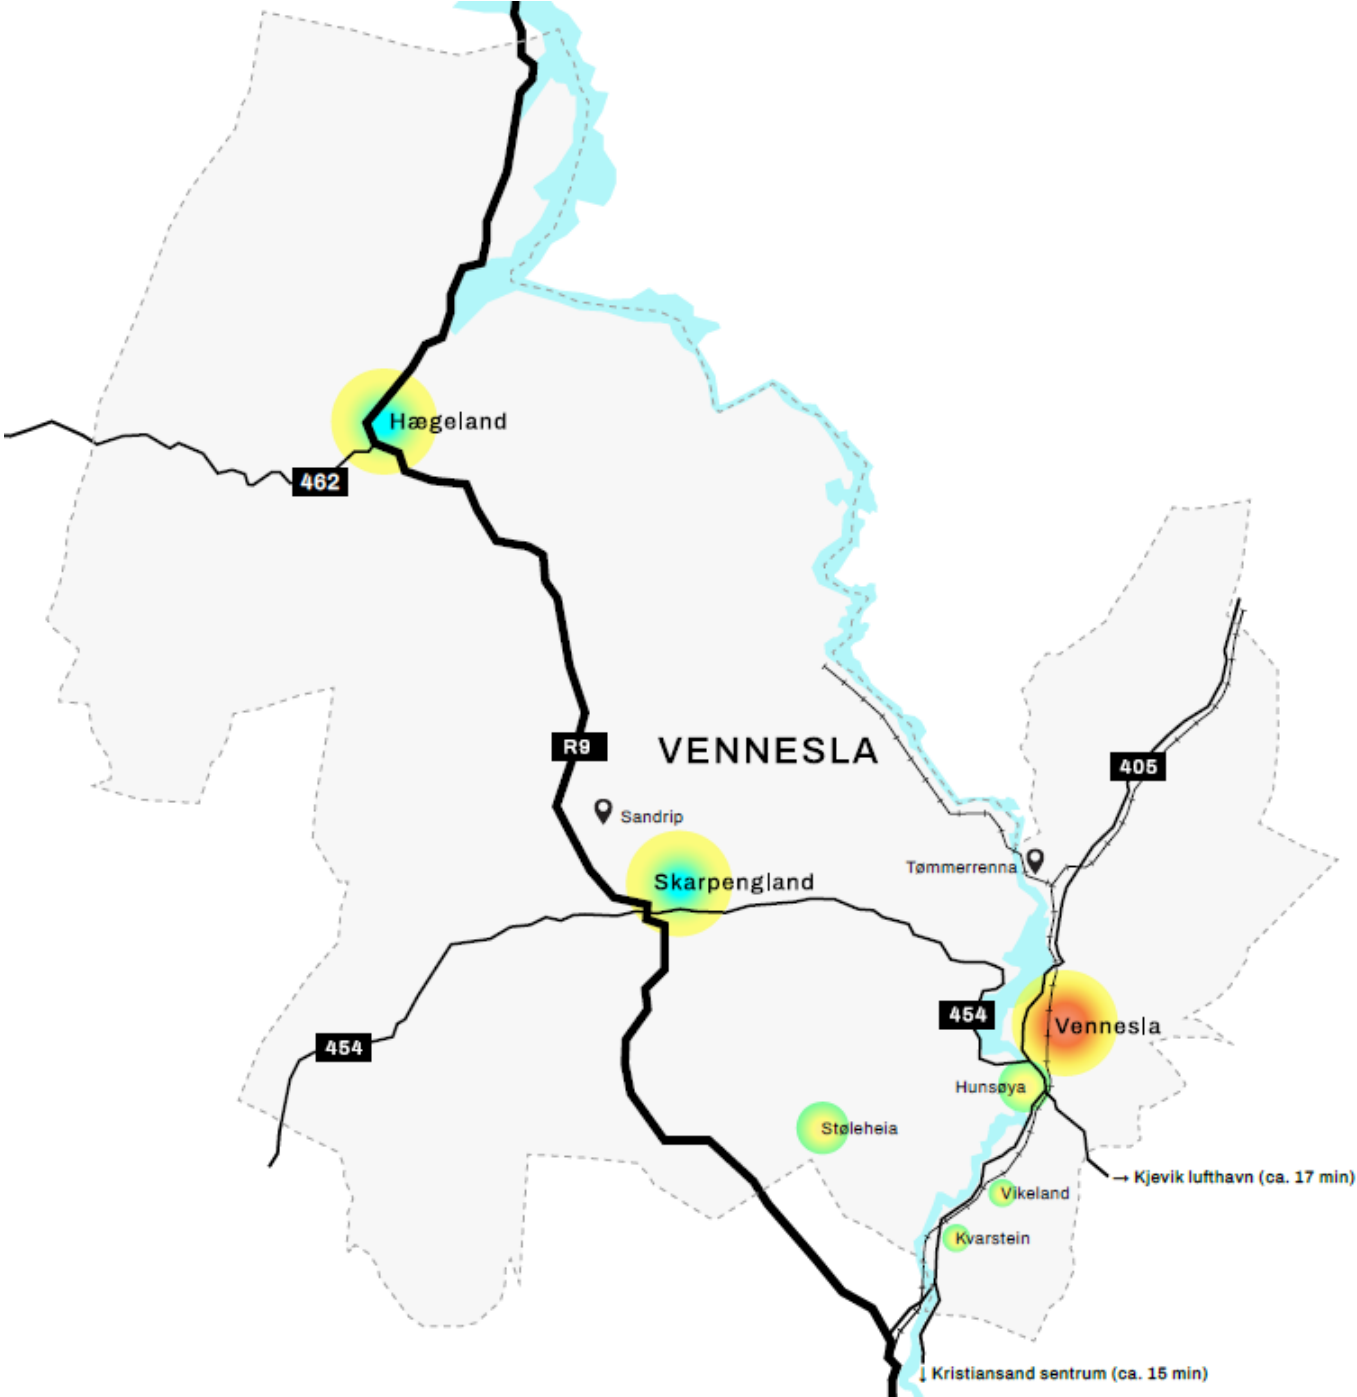 Hægeland
462
R9
VENNESLA
405
Sandrip
Tømmerrenna
Skarpengland
454
Vennesla
454
Hunsøya
Støleheia
→ Kjevik lufthavn (ca. 17 min)
Vikeland
Kvarstein
↓ Kristiansand sentrum (ca. 15 min)